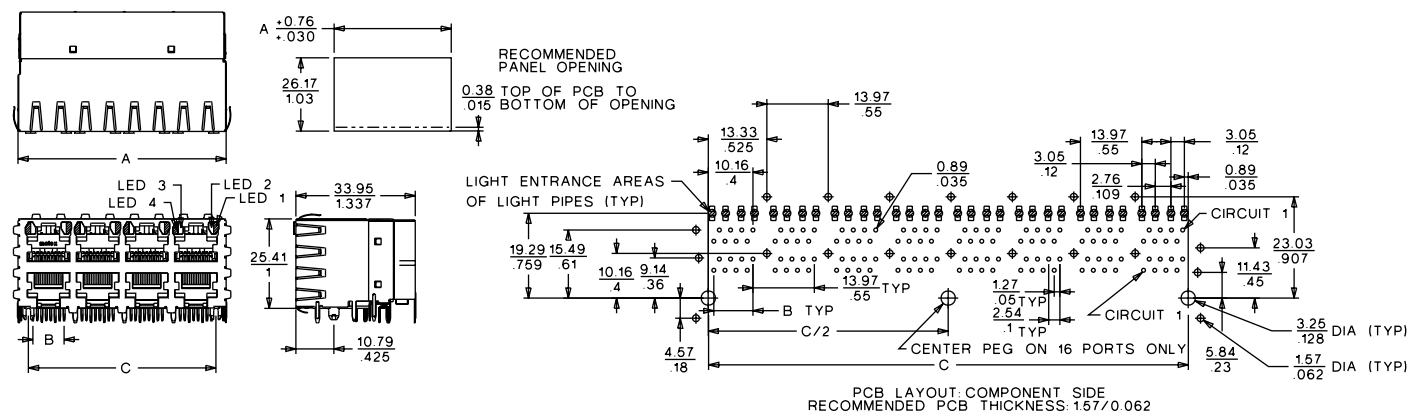 A +0.76
+.030
RECOMMENDED
PANEL OPENING
26.17
1.03
0.38
.015
TOP OF PCB TO
BOTTOM OF OPENING
A
LED 3
LED 2
LED 4
LED 1
33.95
1.337
molex
25.41
1
B
C
10.79
.425
13.97
.55
13.33
.525
10.16
.4
LIGHT ENTRANCE AREAS
OF LIGHT PIPES (TYP)
0.89
.035
13.97
.55
3.05
.12
3.05
.12
2.76
.109
0.89
.035
CIRCUIT 1
19.29
.759
15.49
.61
10.16
.4
9.14
.36
13.97
.55
TYP
B TYP
1.27
.05
TYP
2.54
.1
TYP
CIRCUIT 1
23.03
.907
11.43
.45
C/2
CENTER PEG ON 16 PORTS ONLY
C
4.57
.18
5.84
.23
3.25
.128
DIA (TYP)
1.57
.062
DIA (TYP)
PCB LAYOUT: COMPONENT SIDE
RECOMMENDED PCB THICKNESS: 1.57/0.062